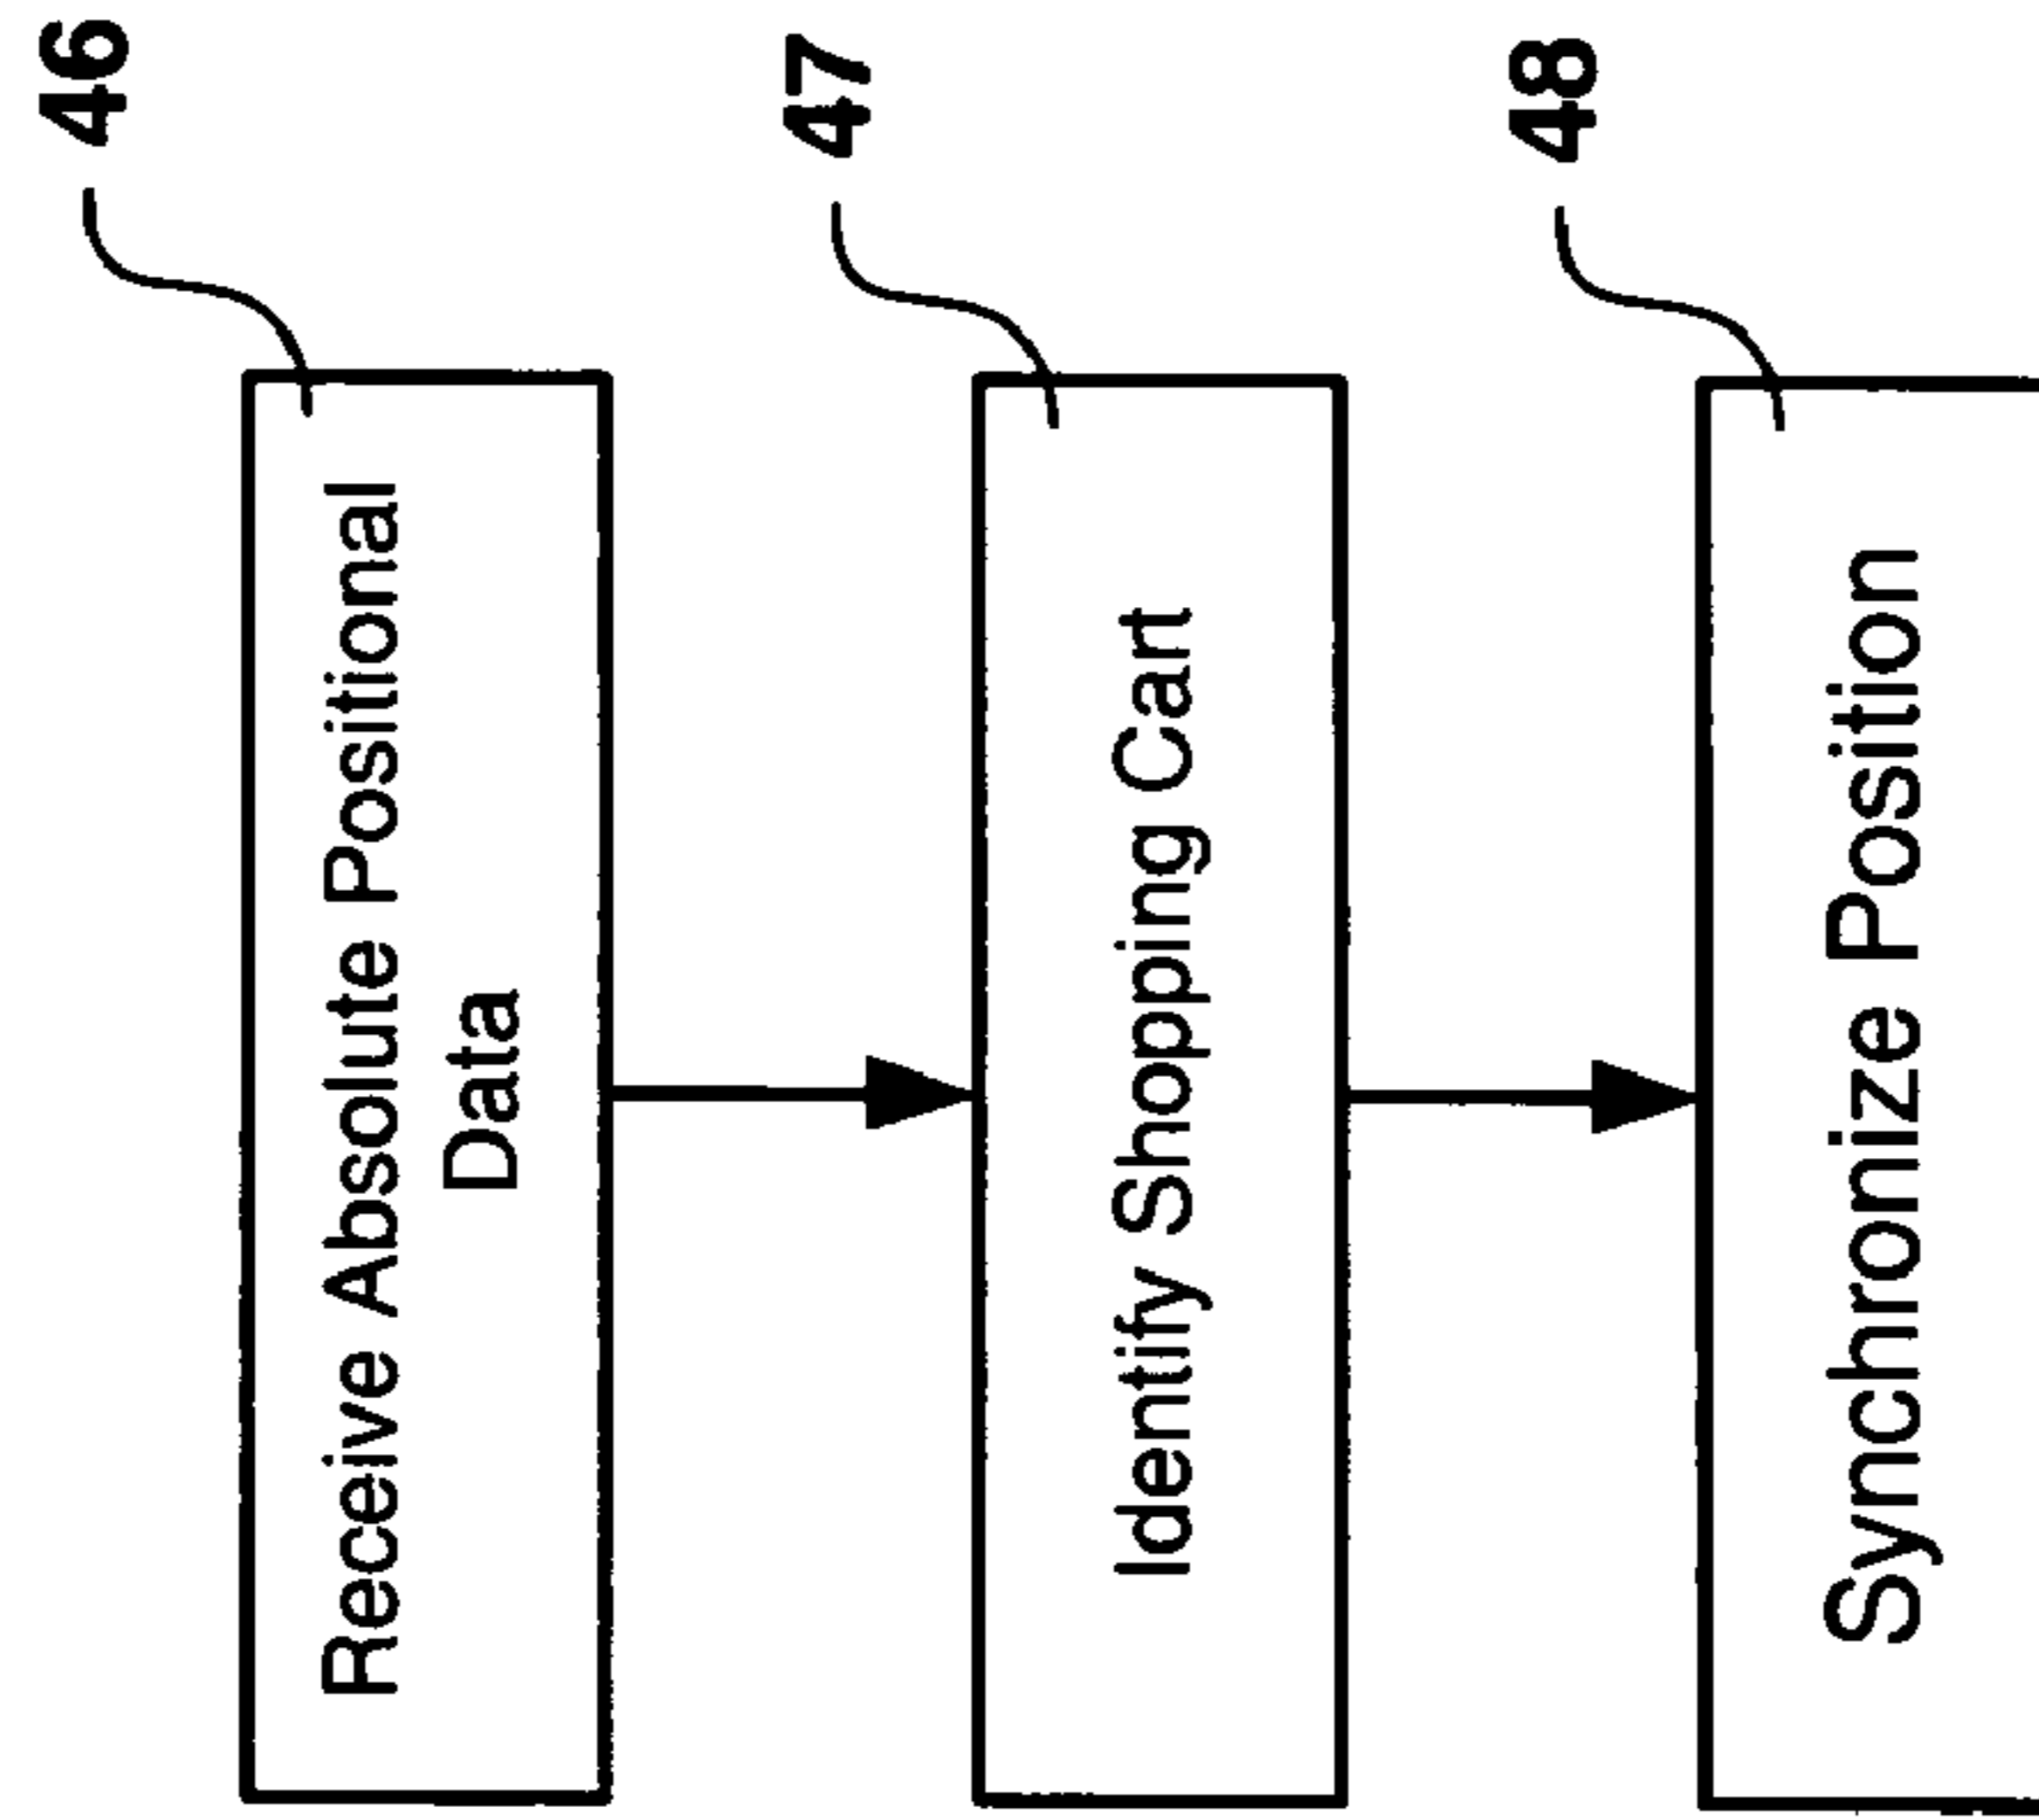 46
Receive Absolute Positional
Data
47
Identify Shopping Cart
48
Synchronize Position